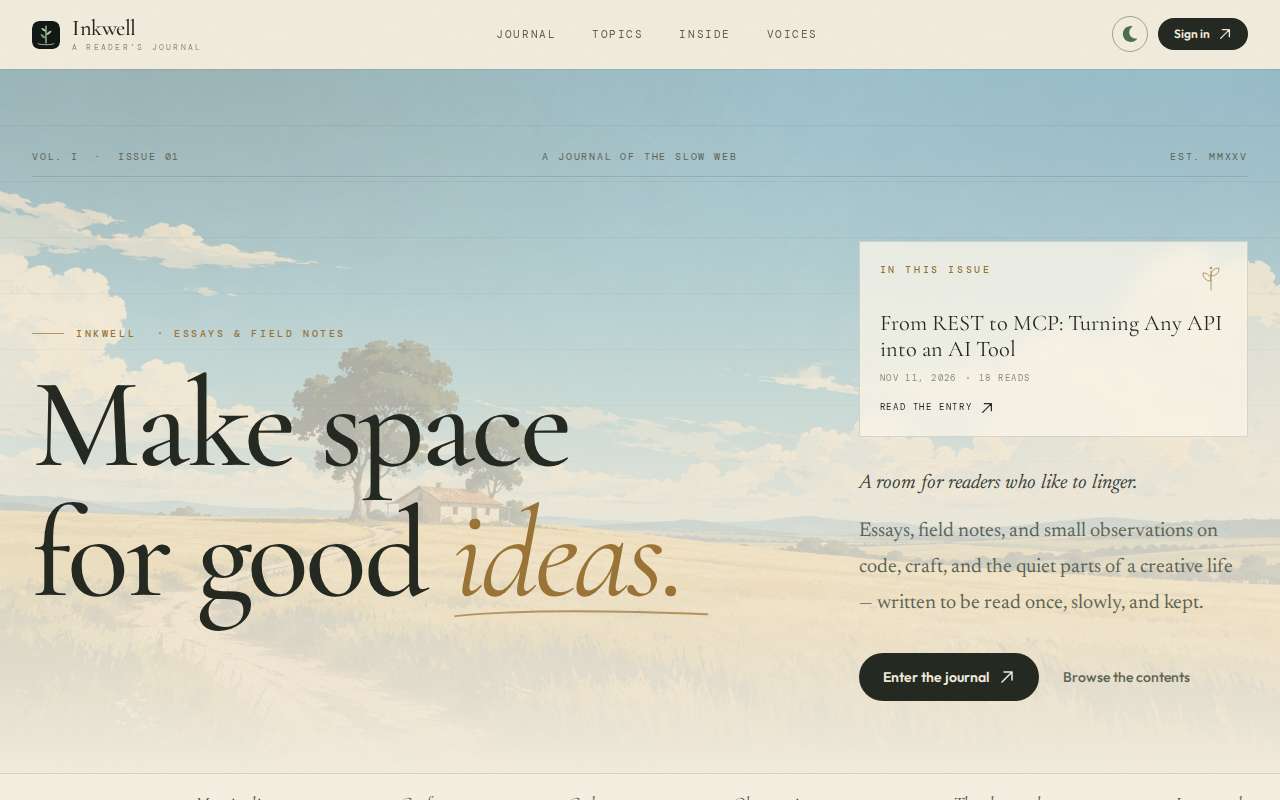 Inkwell
A READER'S JOURNAL
JOURNAL TOPICS INSIDE VOICES
Sign in
VOL. I · ISSUE 01
A JOURNAL OF THE SLOW WEB
EST. MMXXV
INKWELL · ESSAYS & FIELD NOTES
Make space
for good ideas.
IN THIS ISSUE
From REST to MCP: Turning Any API
into an AI Tool
NOV 11, 2026 · 18 READS
READ THE ENTRY
A room for readers who like to linger.
Essays, field notes, and small observations on
code, craft, and the quiet parts of a creative life
— written to be read once, slowly, and kept.
Enter the journal
Browse the contents